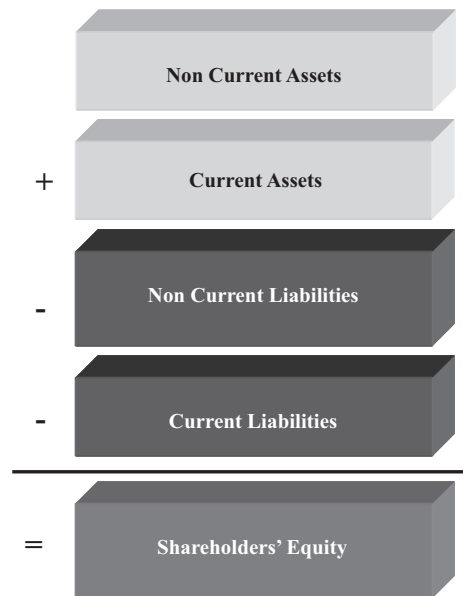 Non Current Assets
+ Current Assets
- Non Current Liabilities
- Current Liabilities
= Shareholders’ Equity